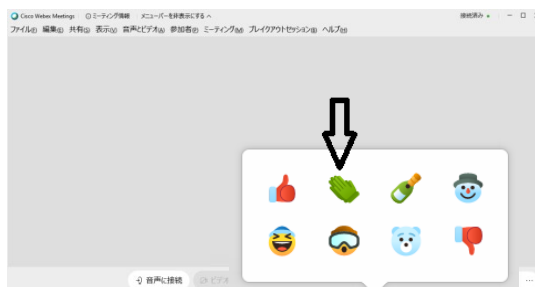 Cisco Webex Meetings ミーティング情報 メニューバーを非表示にする 接続済み
ファイル(F) 編集(E) 共有(S) 表示(V) 音声とビデオ(A) 参加者(P) ミーティング(M) ブレイクアウトセッション(B) ヘルプ(H)
音声に接続 ビデオ